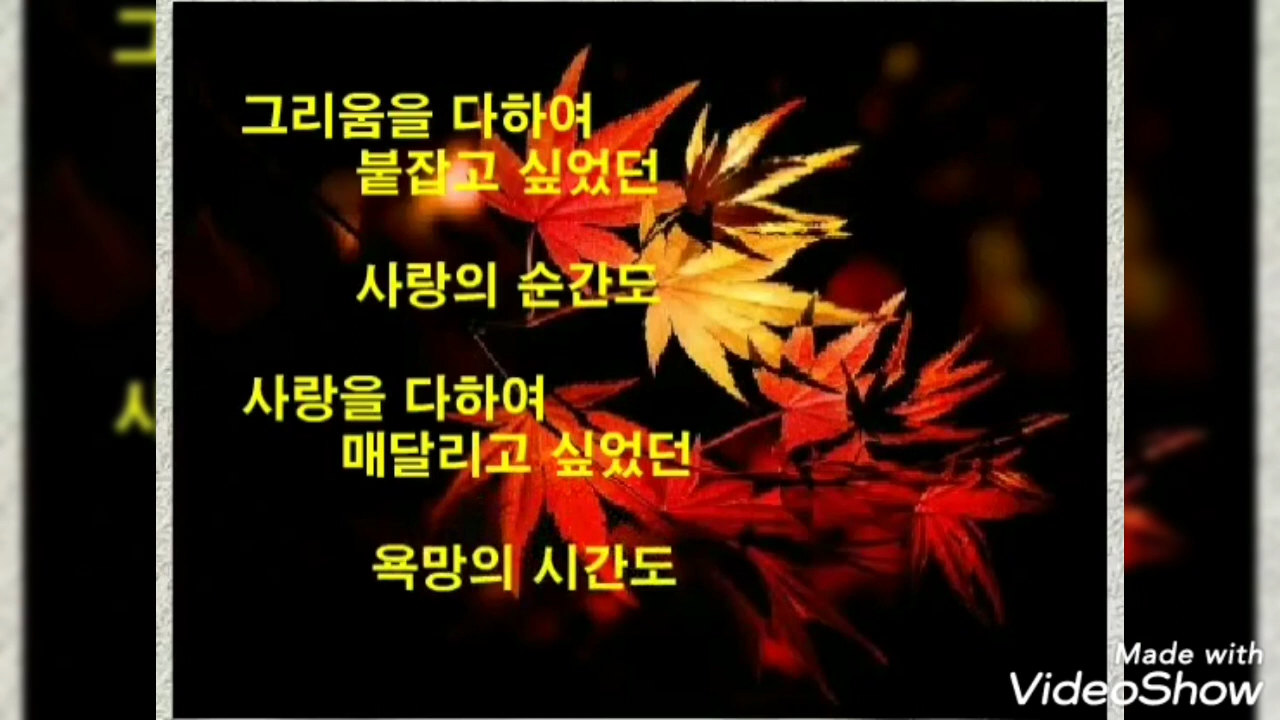 그리움을 다하여
붙잡고 싶었던
사랑의 순간도
사랑을 다하여
매달리고 싶었던
욕망의 시간도
Made with
VideoShow